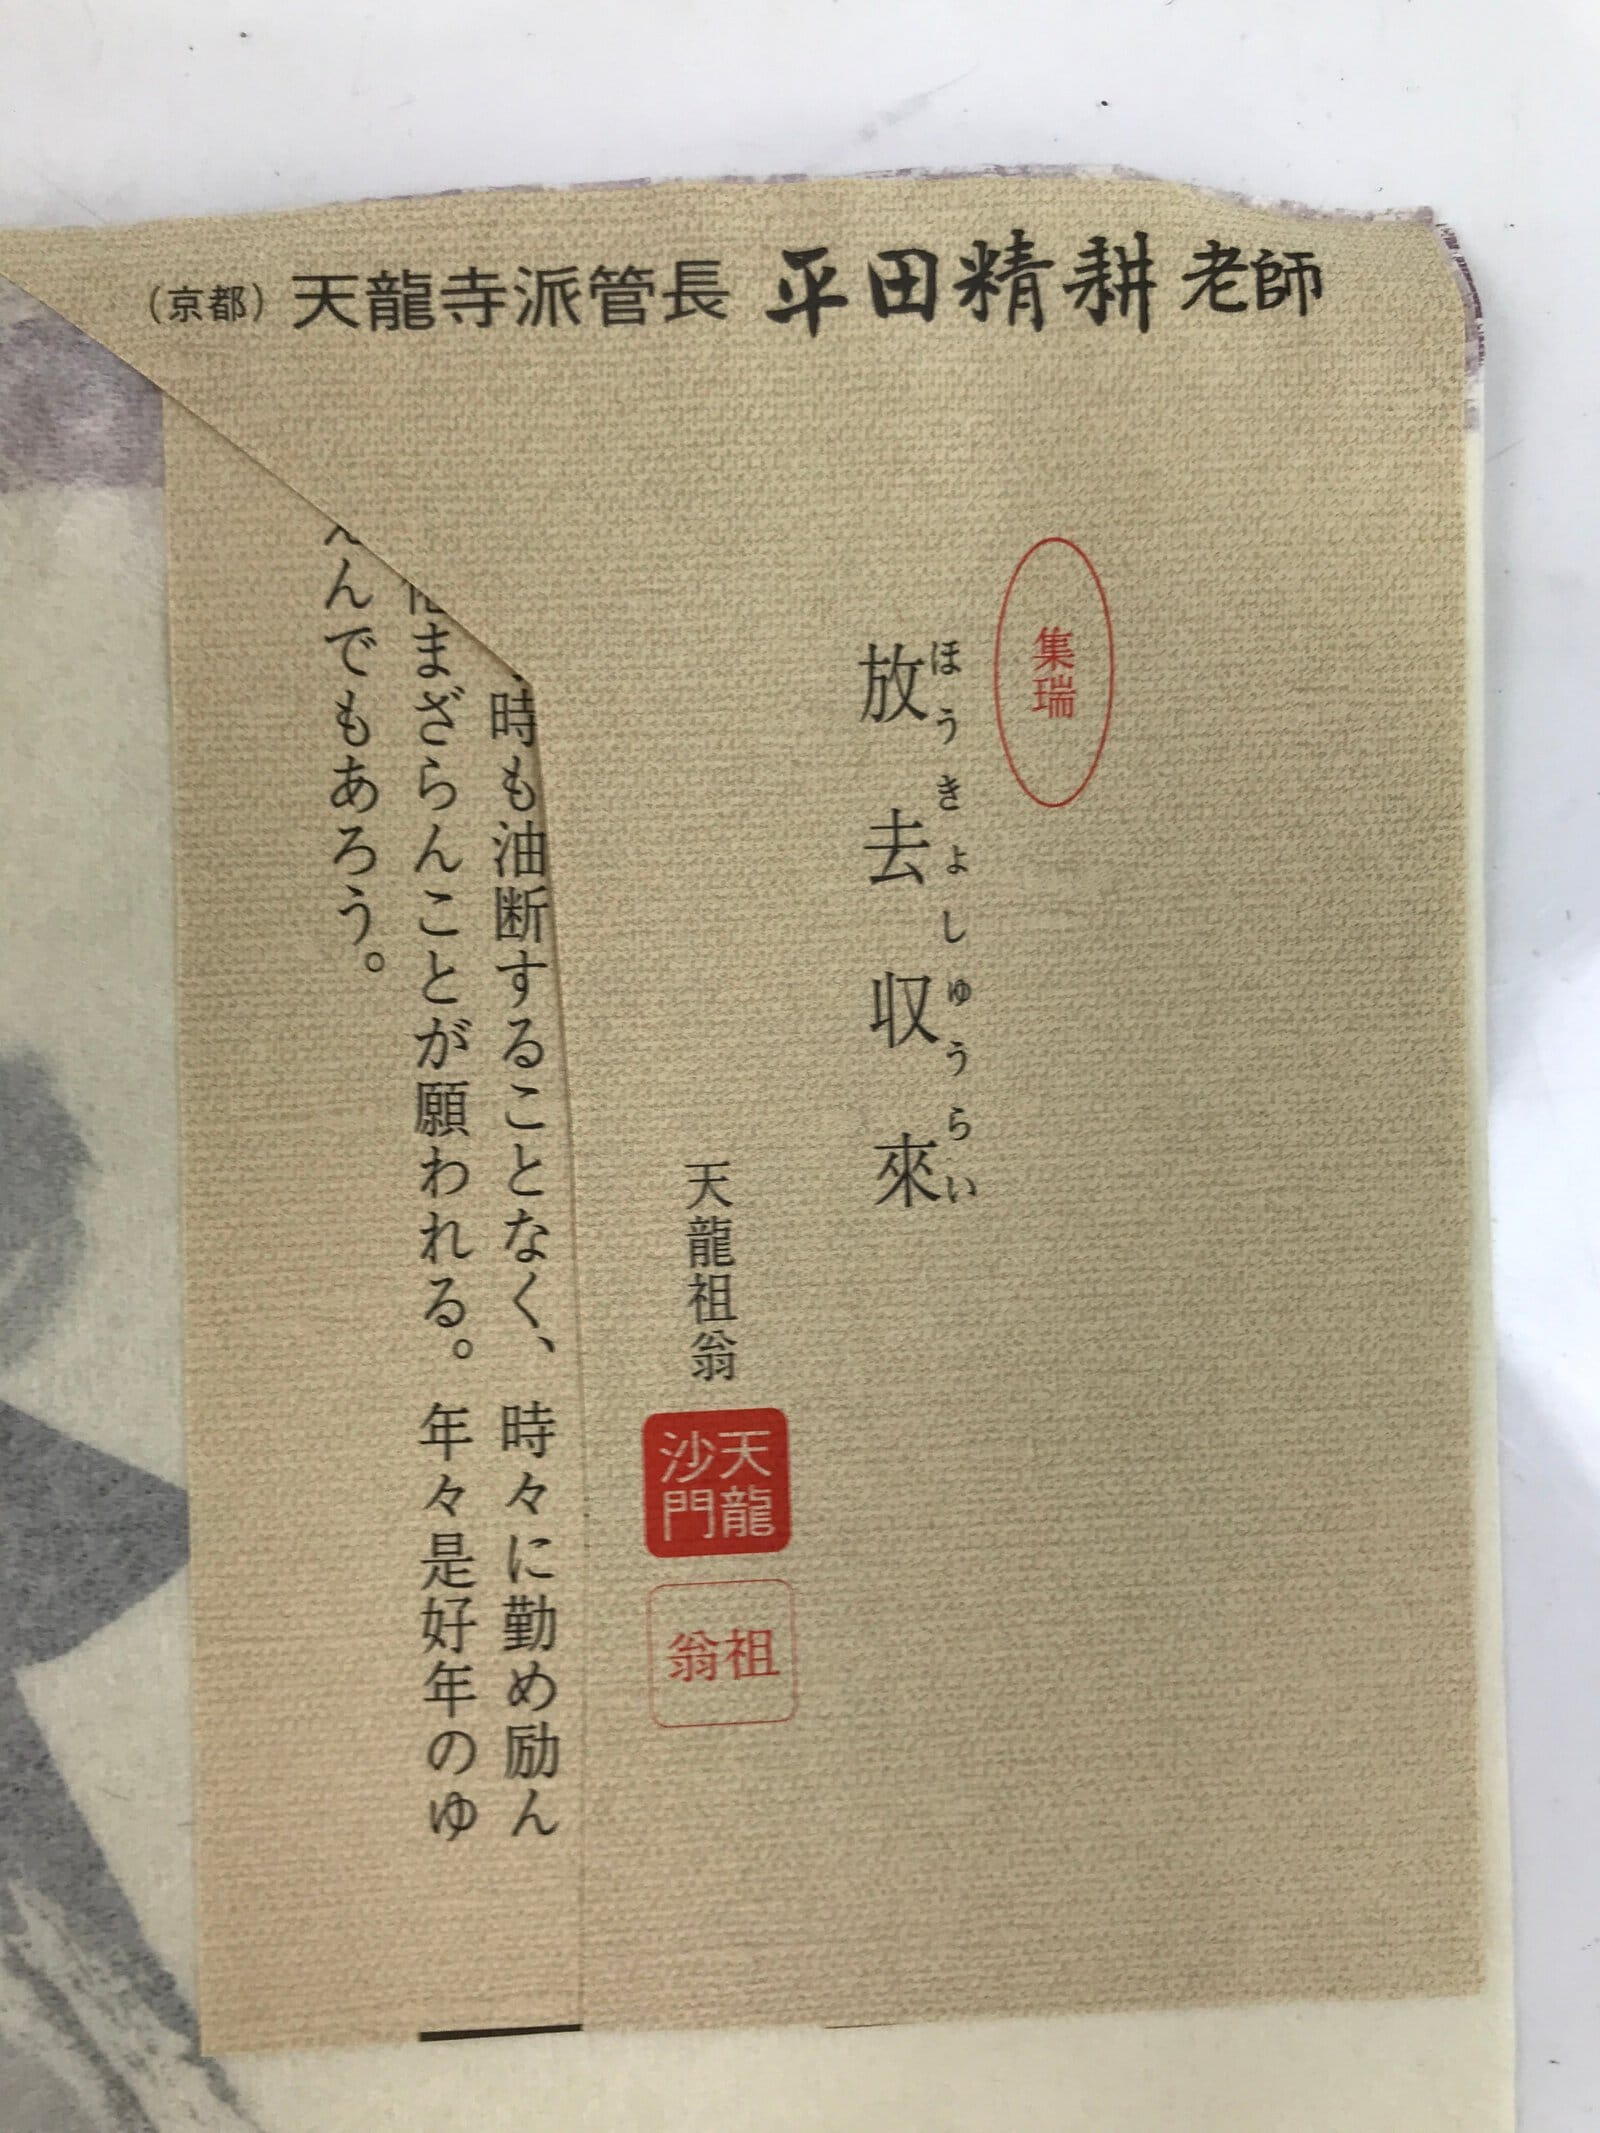 （京都）天龍寺派管長 平田精耕老師
集瑞
放去収來
ほうきよしゅうらい
天龍祖翁
天龍
沙門
祖翁
時も油断することなく、時々に勤め励ん
まざらんことが願われる。年々是好年のゆ
んでもあろう。